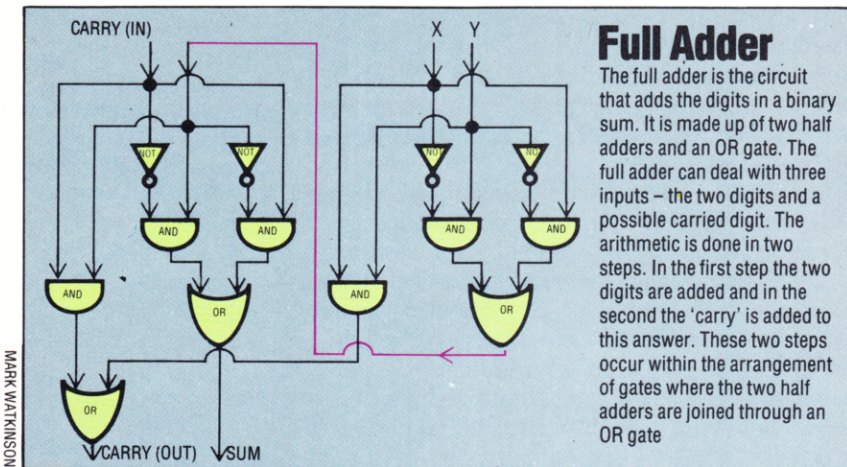 CARRY (IN)
X Y
Full Adder
The full adder is the circuit
that adds the digits in a binary
sum. It is made up of two half
adders and an OR gate. The
full adder can deal with three
inputs – the two digits and a
possible carried digit. The
arithmetic is done in two
steps. In the first step the two
digits are added and in the
second the ‘carry’ is added to
this answer. These two steps
occur within the arrangement
of gates where the two half
adders are joined through an
OR gate
NOT NOT NO NO
AND AND AND AND
AND OR AND OR
OR
CARRY (OUT) SUM
MARK WATKINSON